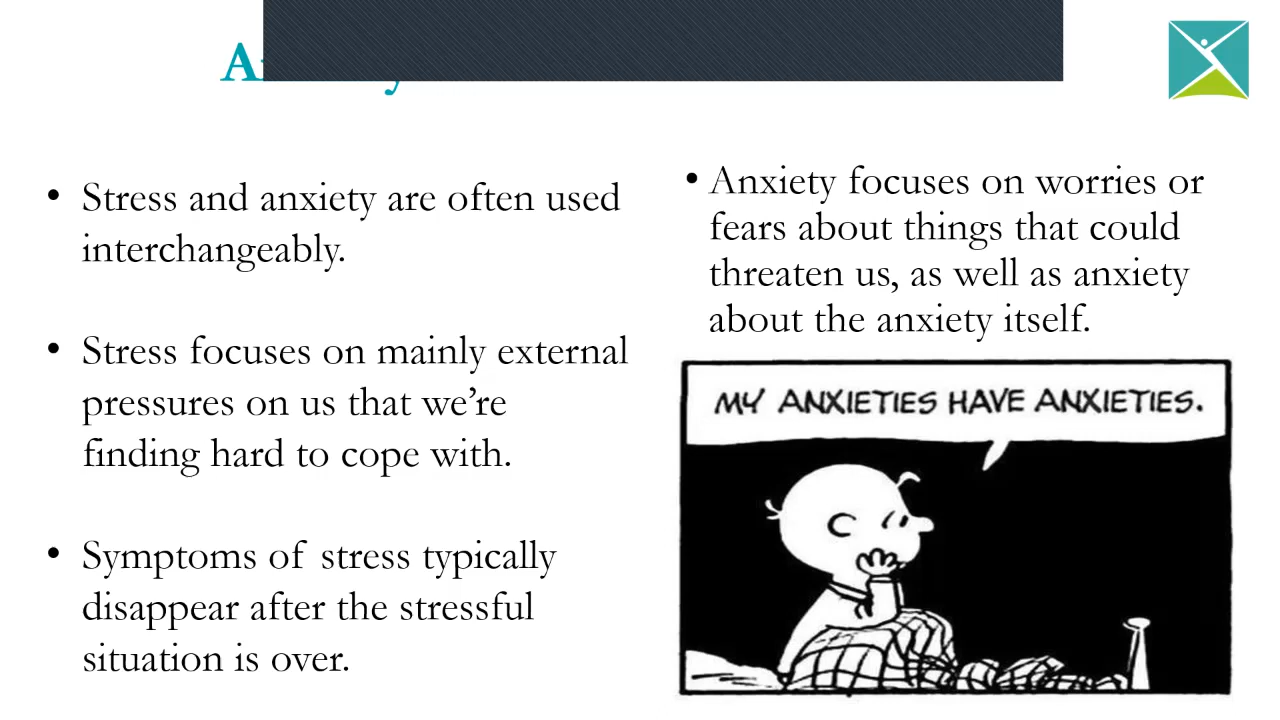 • Stress and anxiety are often used
interchangeably.
• Stress focuses on mainly external
pressures on us that we’re
finding hard to cope with.
• Symptoms of stress typically
disappear after the stressful
situation is over.
• Anxiety focuses on worries or
fears about things that could
threaten us, as well as anxiety
about the anxiety itself.
MY ANXIETIES HAVE ANXIETIES.